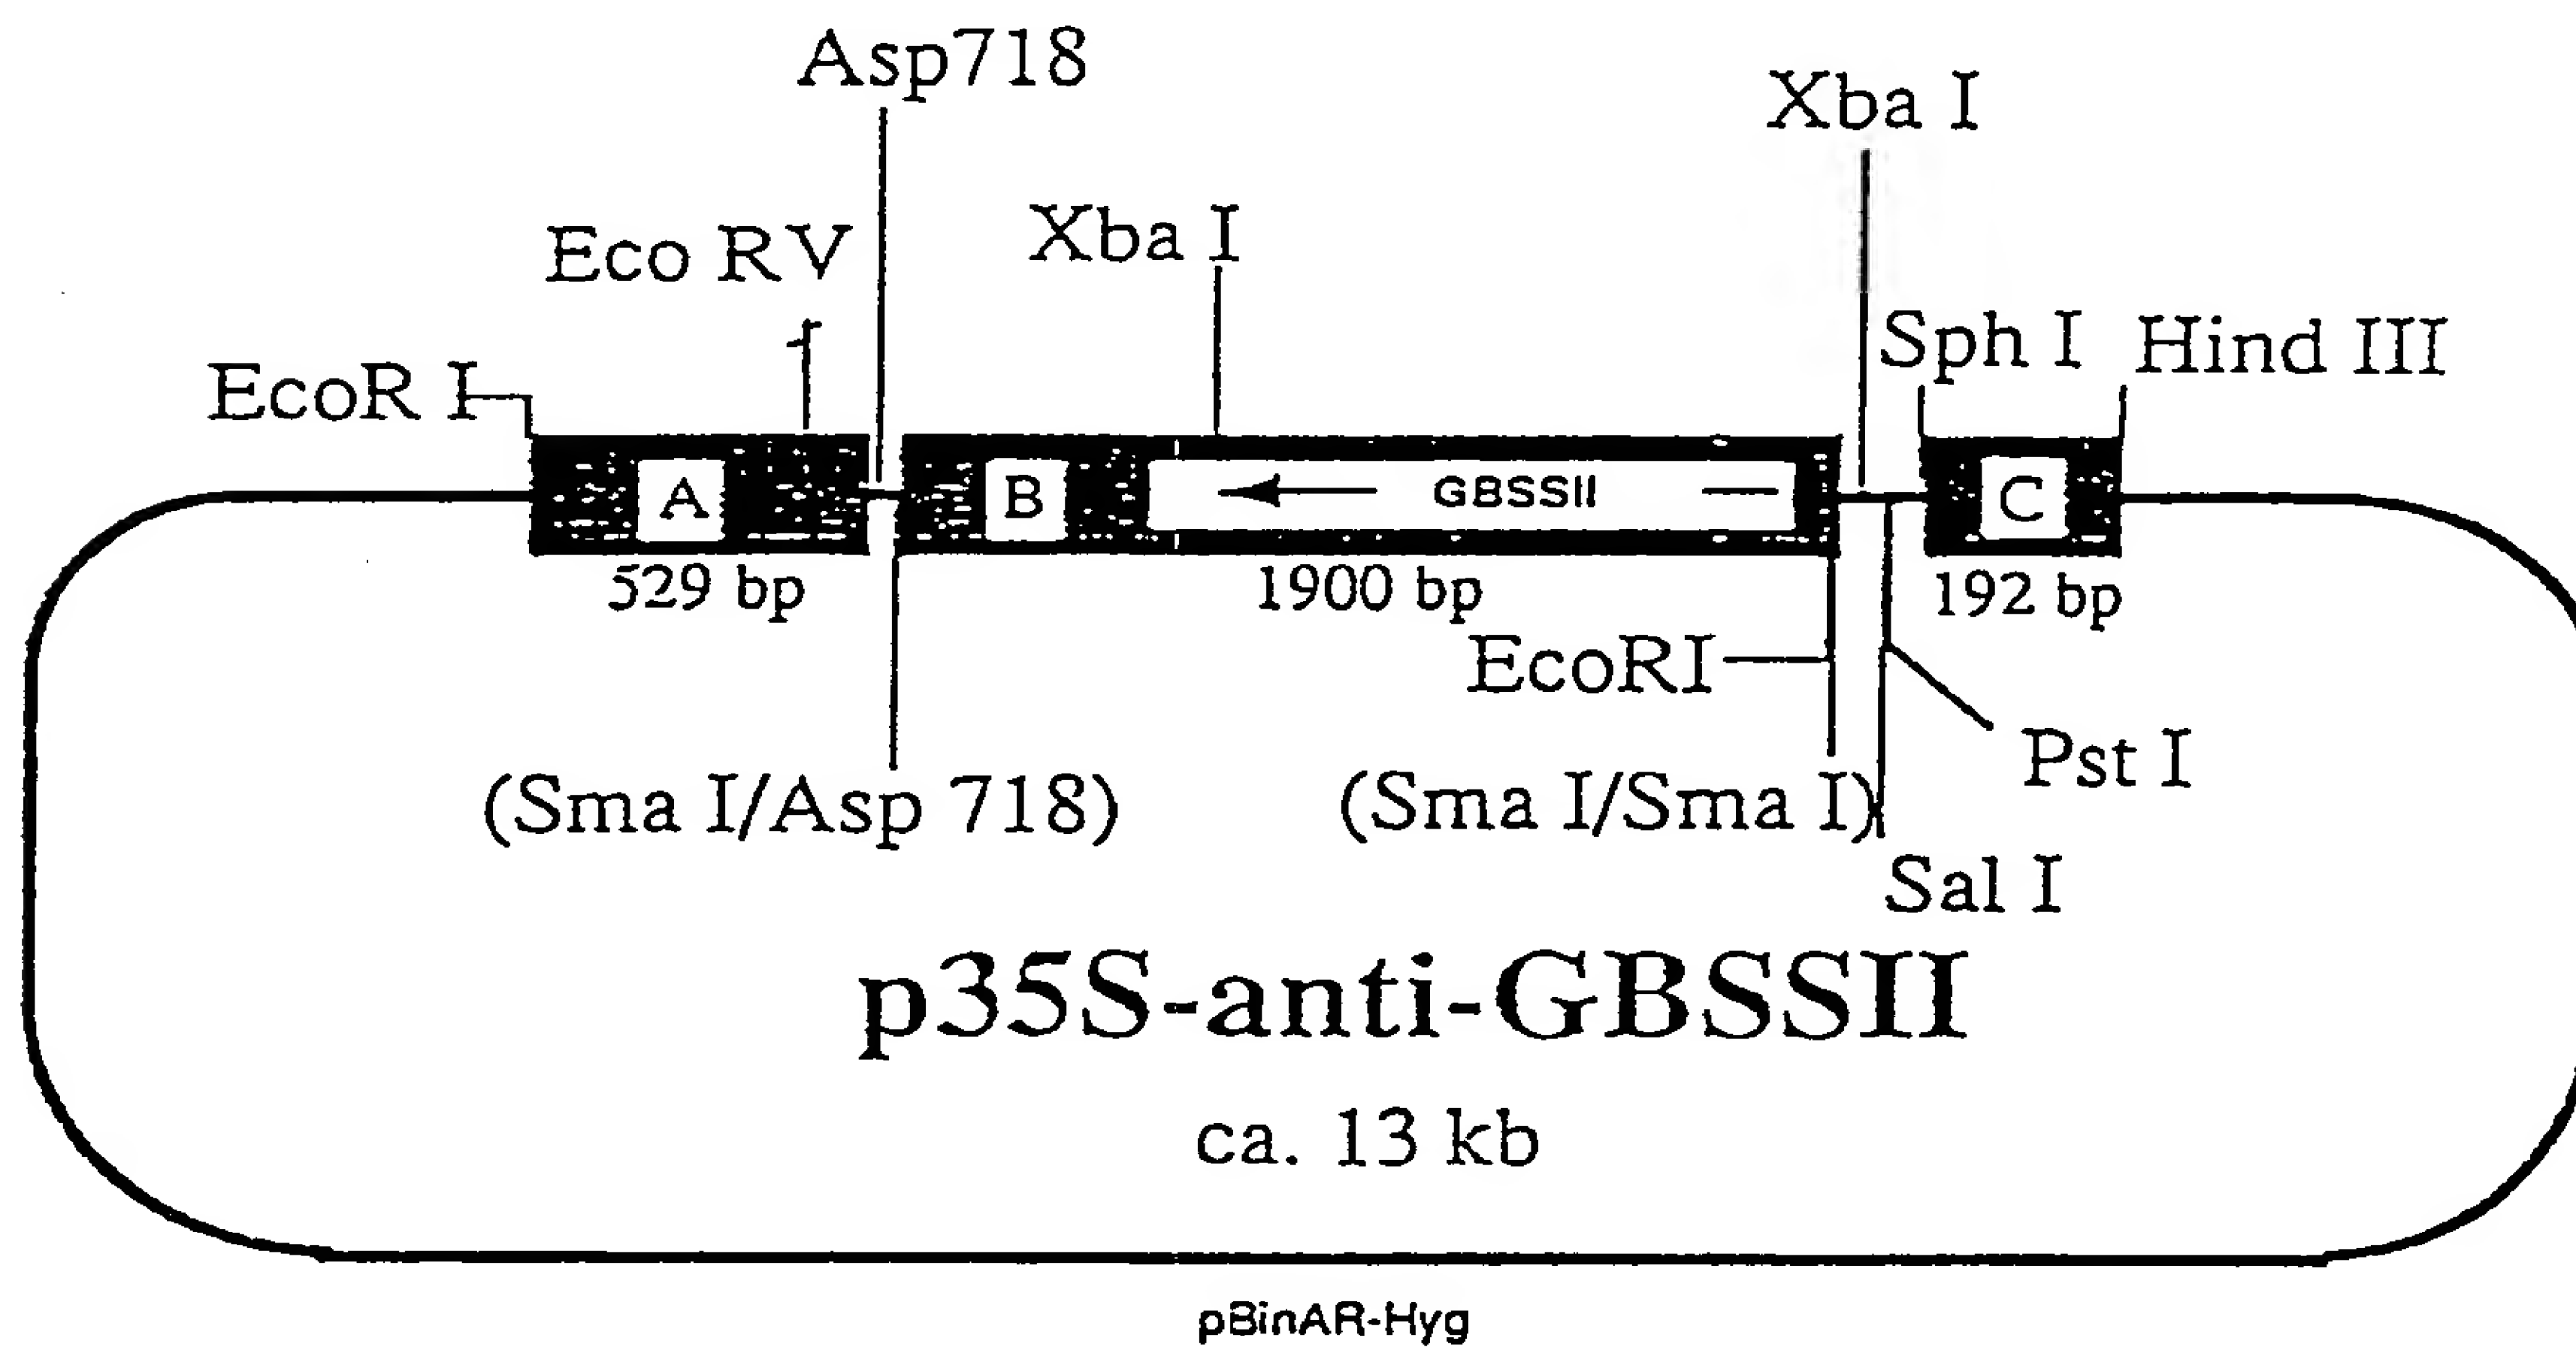 Asp718
Xba I
Eco RV
Xba I
Sph I
Hind III
EcoR I
A
B
GBSSII
C
529 bp
1900 bp
192 bp
EcoRI
Pst I
(Sma I/Asp 718)
(Sma I/Sma I)
Sal I
p35S-anti-GBSSII
ca. 13 kb
pBinAR-Hyg